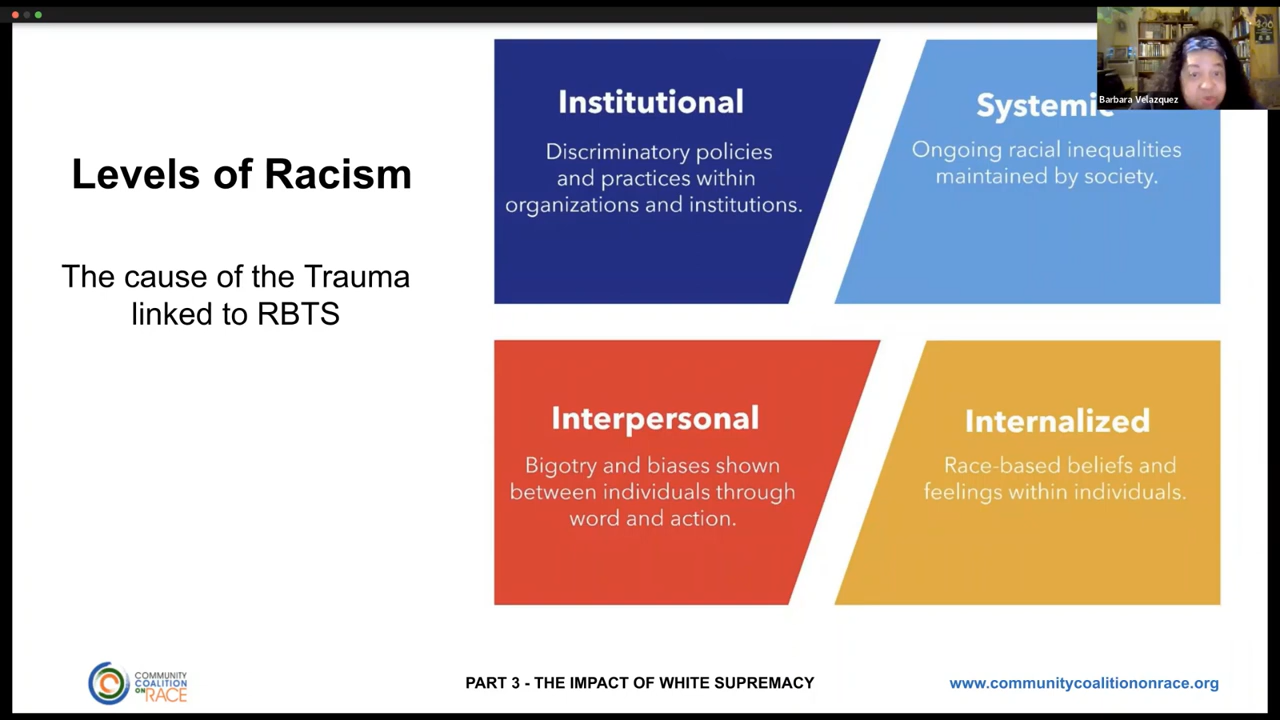 Levels of Racism
The cause of the Trauma
linked to RBTS
Institutional
Discriminatory policies
and practices within
organizations and institutions.
Systemic
Ongoing racial inequalities
maintained by society.
Barbara Velazquez
Interpersonal
Bigotry and biases shown
between individuals through
word and action.
Internalized
Race-based beliefs and
feelings within individuals.
COMMUNITY
COALITION
ON RACE
PART 3 - THE IMPACT OF WHITE SUPREMACY
www.communitycoalitiononrace.org